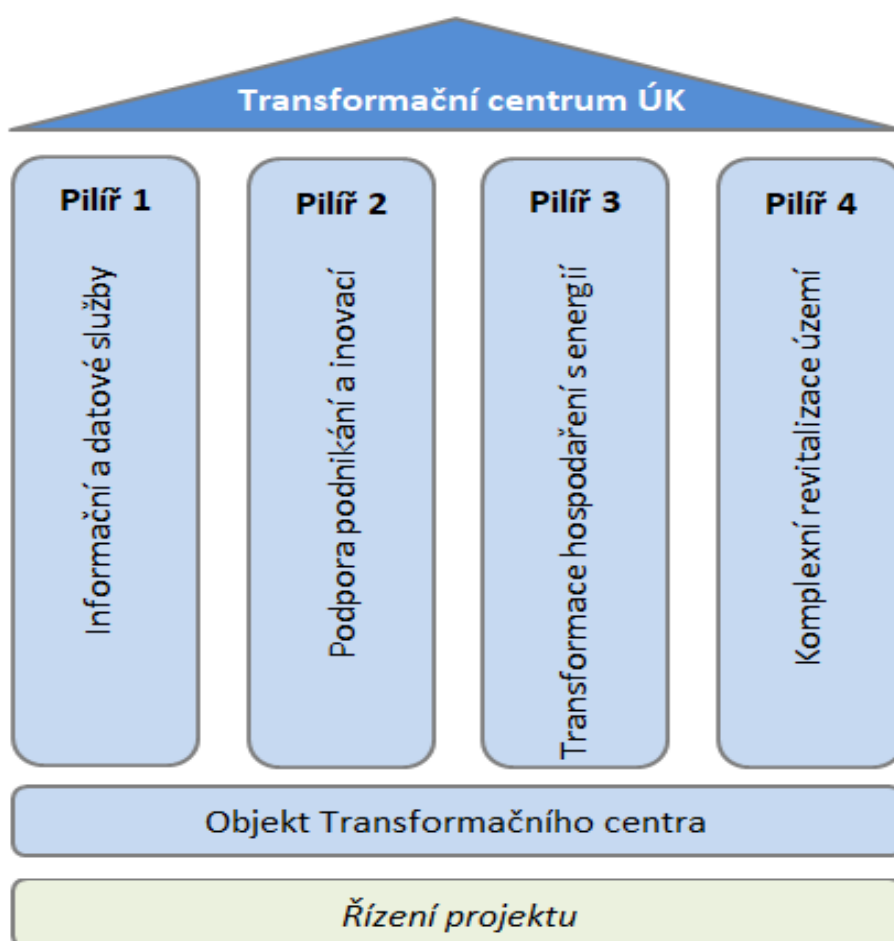 Transformační centrum ÚK
Pilíř 1
Informační a datové služby
Pilíř 2
Podpora podnikání a inovací
Pilíř 3
Transformace hospodaření s energií
Pilíř 4
Komplexní revitalizace území
Objekt Transformačního centra
Řízení projektu